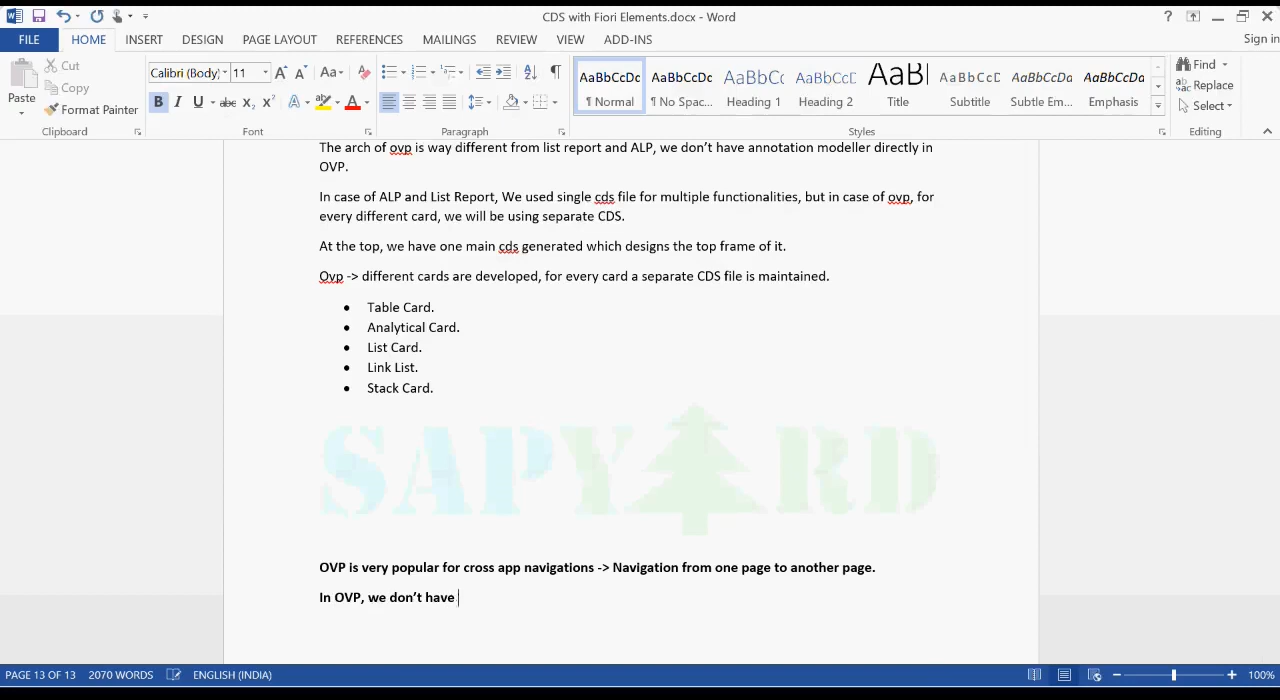 CDS with Fiori Elements.docx - Word
?
FILE HOME INSERT DESIGN PAGE LAYOUT REFERENCES MAILINGS REVIEW VIEW ADD-INS
Sign in
Paste
Cut
Copy
Format Painter
Clipboard
Calibri (Body) 11
Font
Paragraph
AaBbCcDc AaBbCcDc AaBbCc AaBbCcD AaBl AaBbCcD AaBbCcDa AaBbCcDa
¶ Normal ¶ No Spac... Heading 1 Heading 2 Title Subtitle Subtle Em... Emphasis
Styles
Find
Replace
Select
Editing
The arch of ovp is way different from list report and ALP, we don't have annotation modeller directly in
OVP.
In case of ALP and List Report, We used single cds file for multiple functionalities, but in case of ovp, for
every different card, we will be using separate CDS.
At the top, we have one main cds generated which designs the top frame of it.
Ovp -> different cards are developed, for every card a separate CDS file is maintained.
• Table Card.
• Analytical Card.
• List Card.
• Link List.
• Stack Card.
SAPYARD
OVP is very popular for cross app navigations -> Navigation from one page to another page.
In OVP, we don't have
PAGE 13 OF 13 2070 WORDS ENGLISH (INDIA) 100%